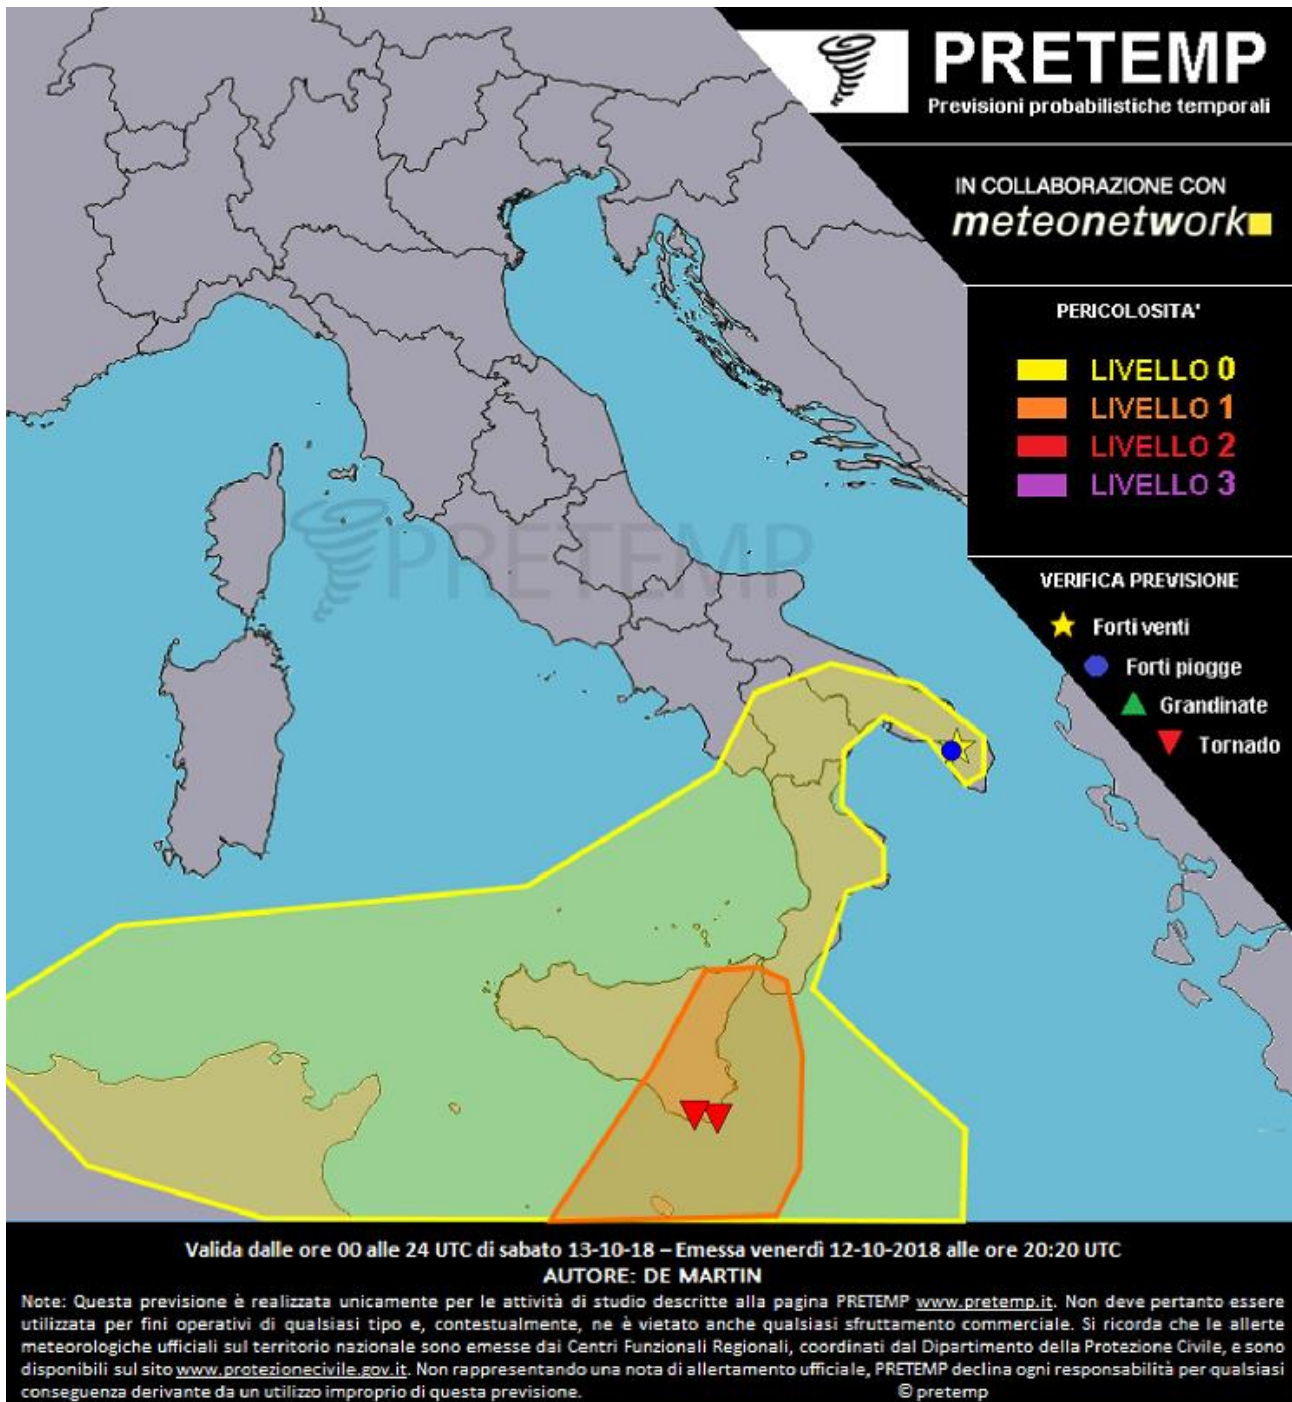 PRETEMP
Previsioni probabilistiche temporali
IN COLLABORAZIONE CON
meteonetwork
PERICOLOSITA'
LIVELLO 0
LIVELLO 1
LIVELLO 2
LIVELLO 3
PRETEMP
VERIFICA PREVISIONE
Forti venti
Forti piogge
Grandinate
Tornado
Valida dalle ore 00 alle 24 UTC di sabato 13-10-18 – Emessa venerdì 12-10-2018 alle ore 20:20 UTC
AUTORE: DE MARTIN
Note: Questa previsione è realizzata unicamente per le attività di studio descritte alla pagina PRETEMP www.pretemp.it. Non deve pertanto essere
utilizzata per fini operativi di qualsiasi tipo e, contestualmente, ne è vietato anche qualsiasi sfruttamento commerciale. Si ricorda che le allerte
meteorologiche ufficiali sul territorio nazionale sono emesse dai Centri Funzionali Regionali, coordinati dal Dipartimento della Protezione Civile, e sono
disponibili sul sito www.protezionecivile.gov.it. Non rappresentando una nota di allertamento ufficiale, PRETEMP declina ogni responsabilità per qualsiasi
conseguenza derivante da un utilizzo improprio di questa previsione. © pretemp